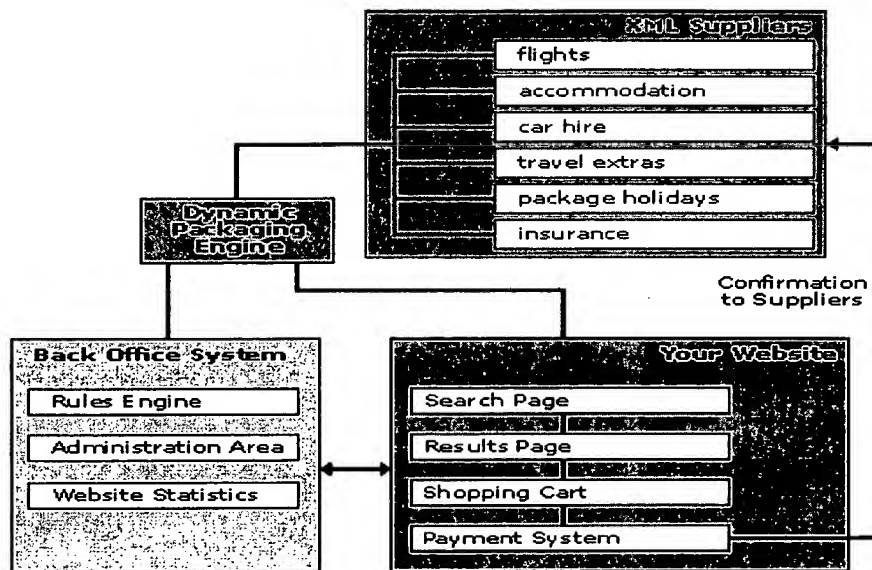 XML Suppliers
flights
accommodation
car hire
travel extras
package holidays
insurance
Dynamic
Packaging
Engine
Confirmation
to Suppliers
Back Office System
Rules Engine
Administration Area
Website Statistics
Your Website
Search Page
Results Page
Shopping Cart
Payment System